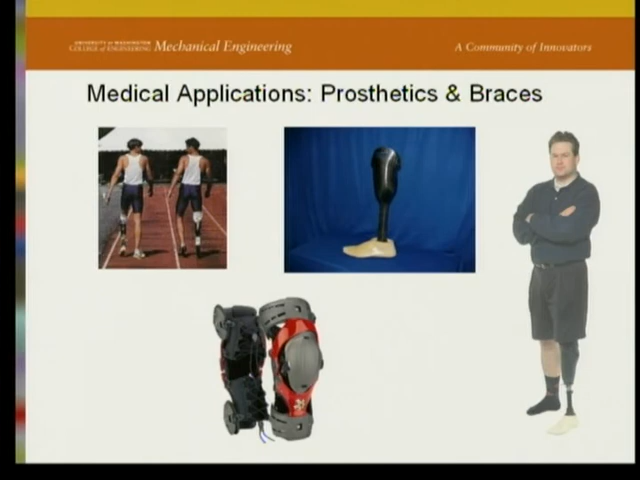 UNIVERSITY OF WASHINGTON
COLLEGE of ENGINEERING Mechanical Engineering
A Community of Innovators
Medical Applications: Prosthetics & Braces